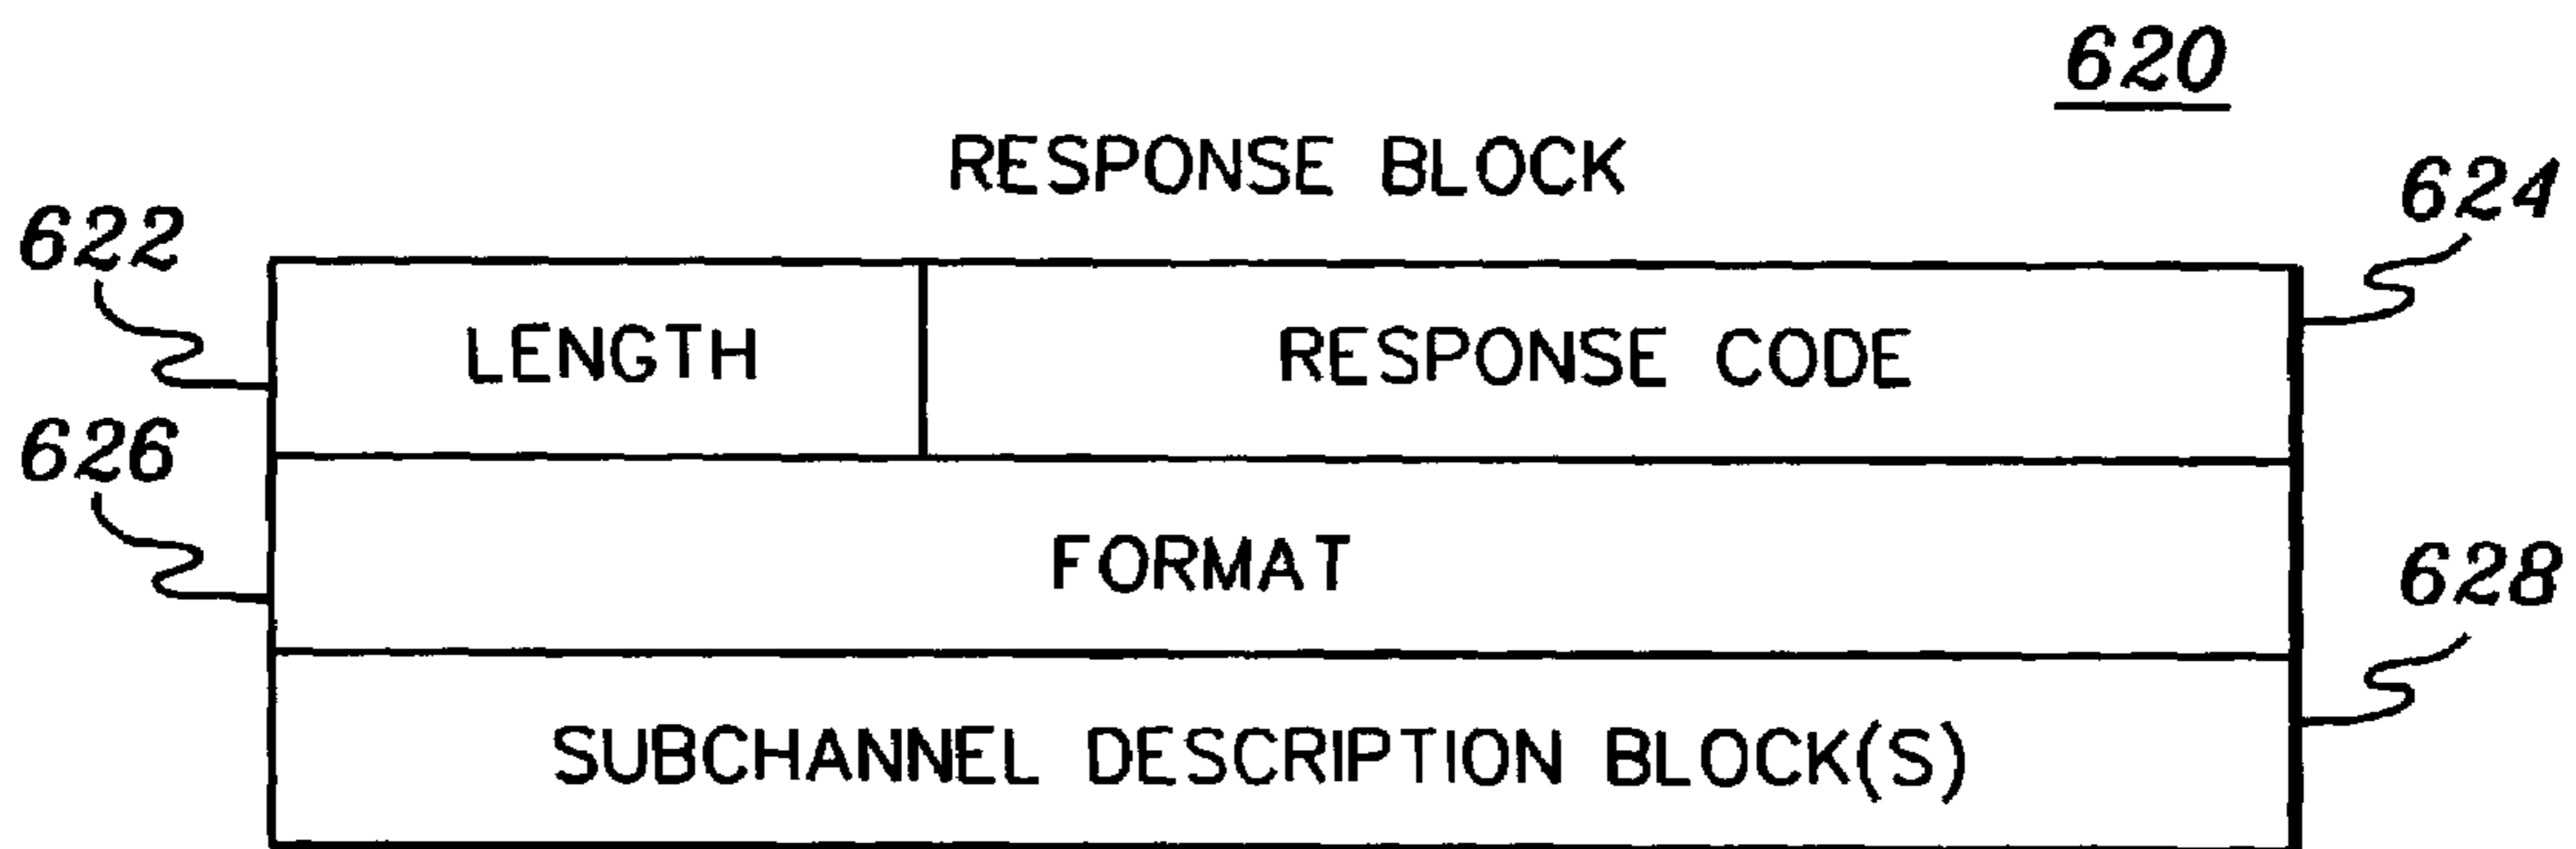 620
RESPONSE BLOCK
622
624
LENGTH
RESPONSE CODE
626
FORMAT
628
SUBCHANNEL DESCRIPTION BLOCK(S)